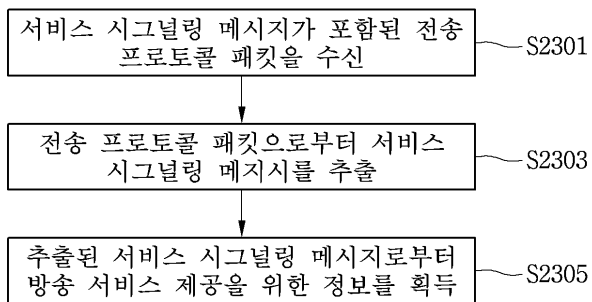 서비스 시그널링 메시지가 포함된 전송
프로토콜 패킷을 수신
S2301
전송 프로토콜 패킷으로부터 서비스
시그널링 메지시를 추출
S2303
추출된 서비스 시그널링 메시지로부터
방송 서비스 제공을 위한 정보를 획득
S2305